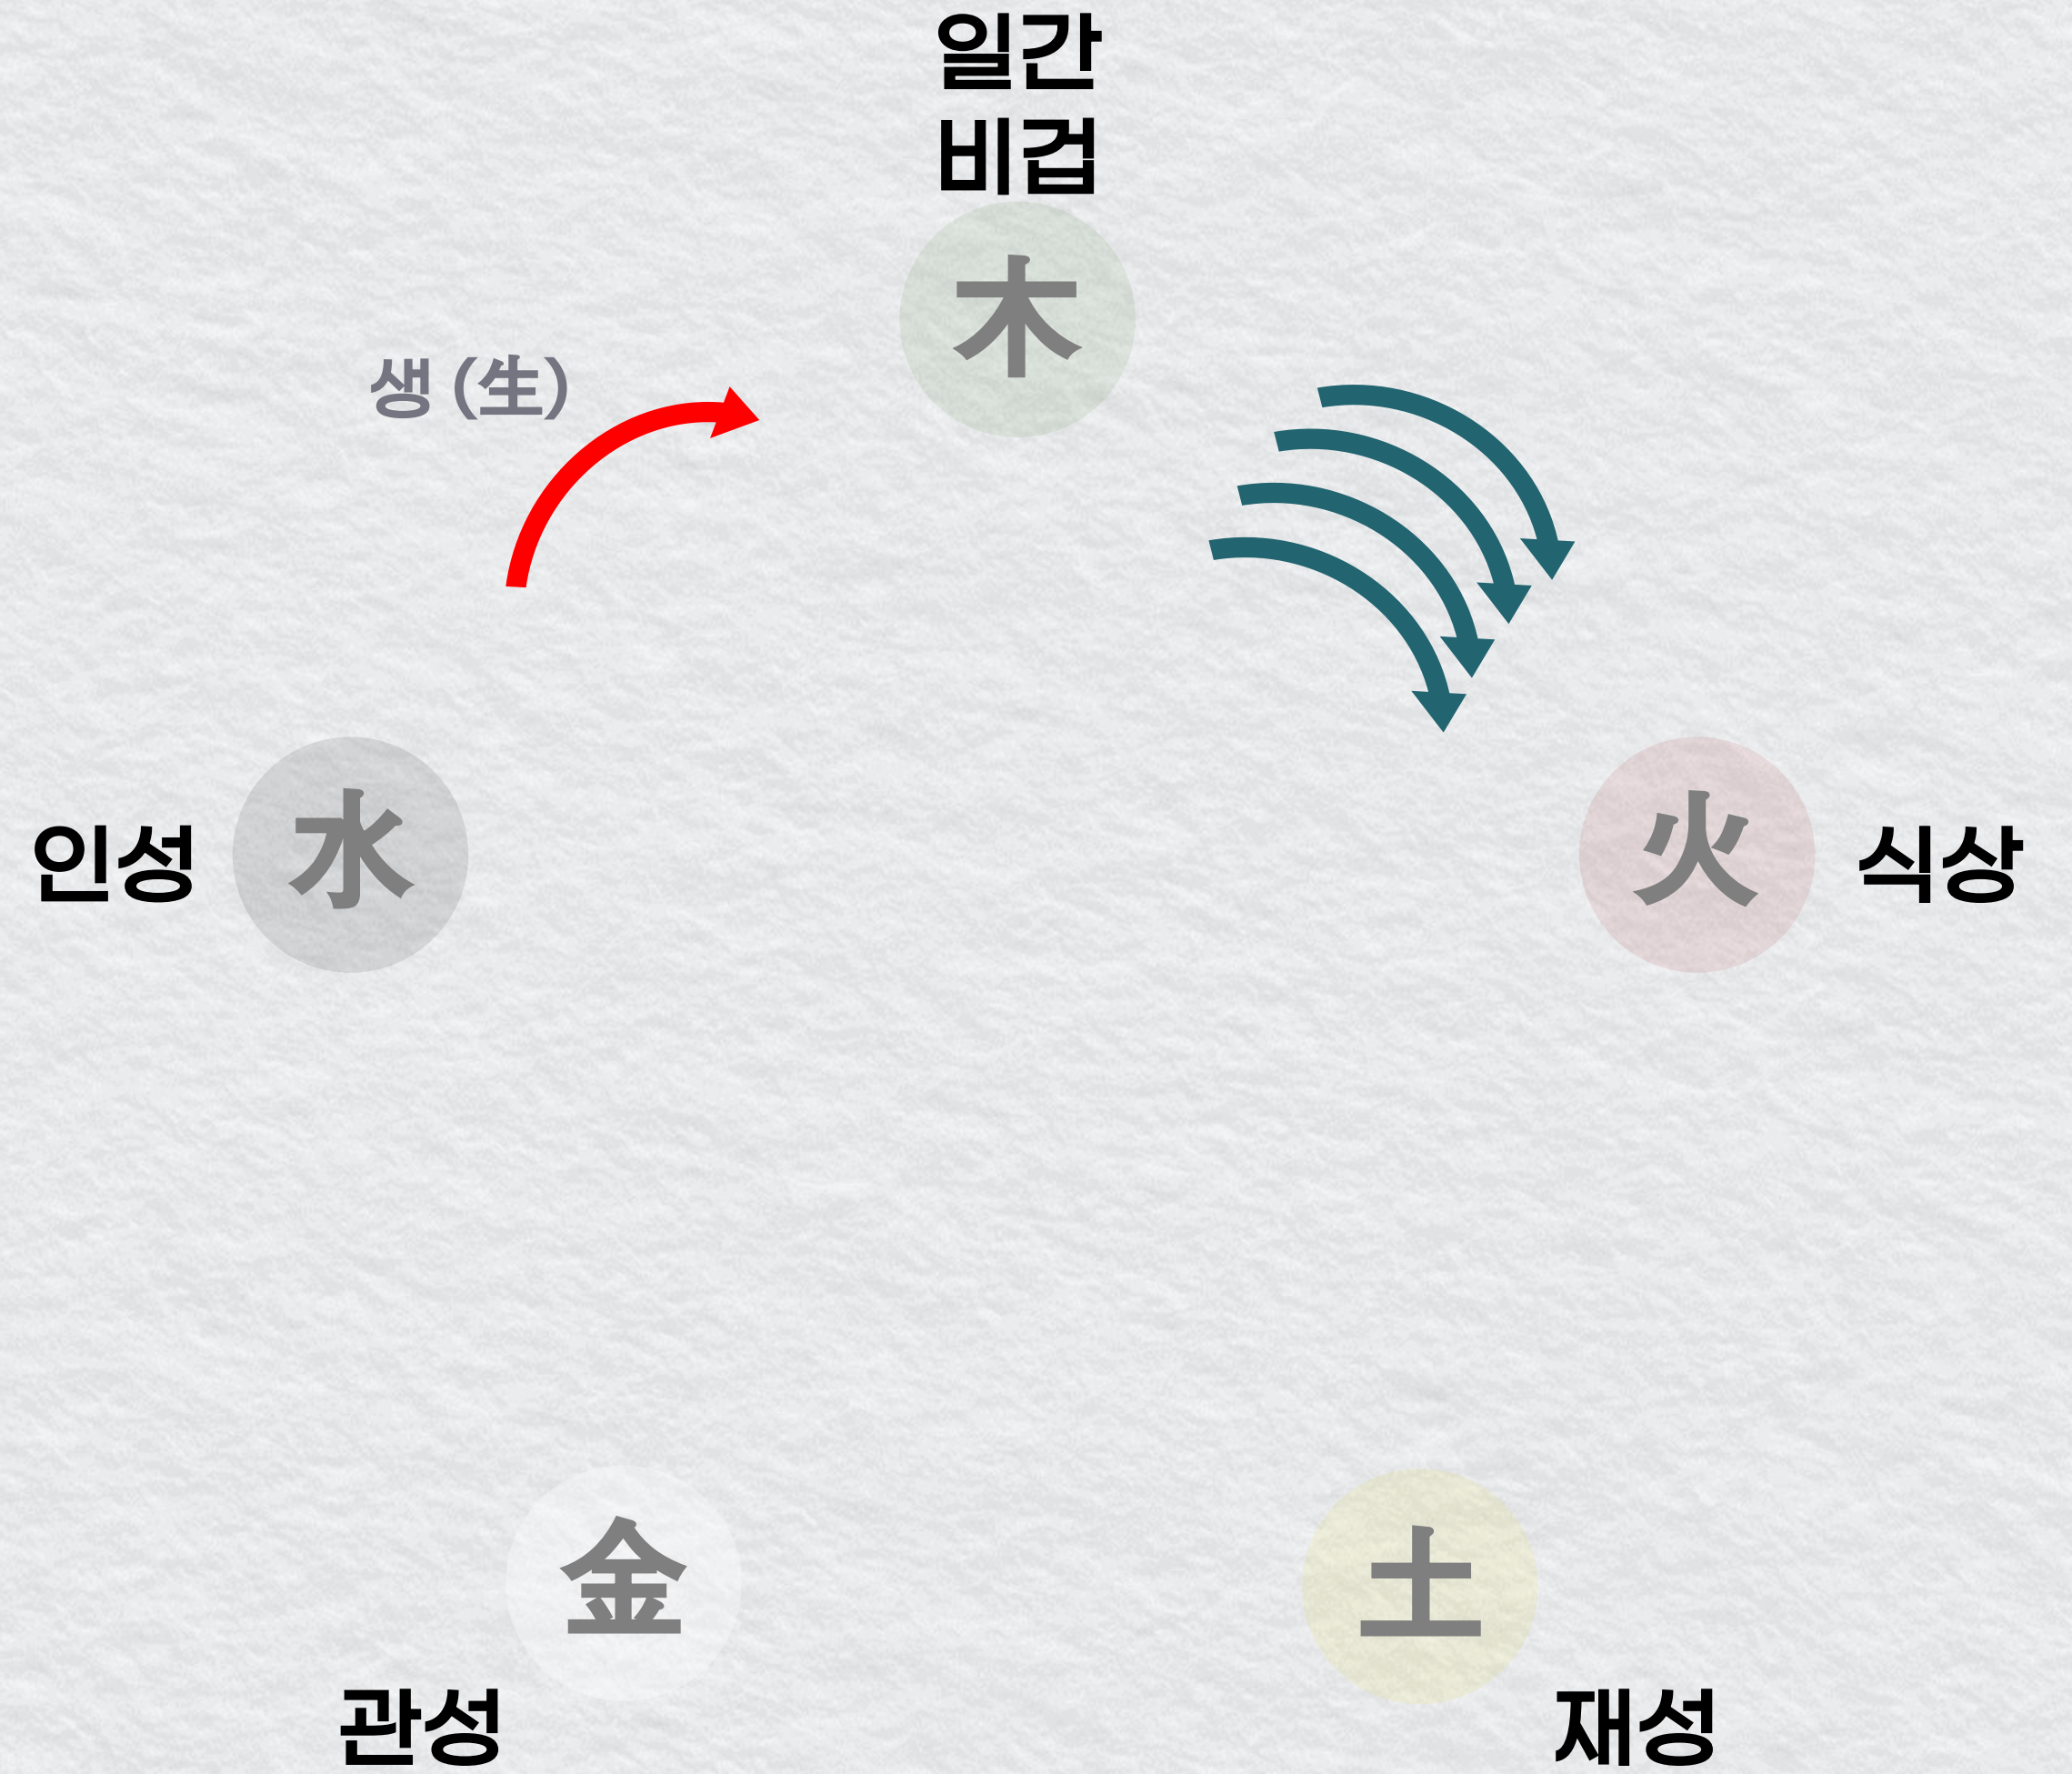 일간
비겁
木
생 (生)
인성
水
火
식상
金
土
관성
재성